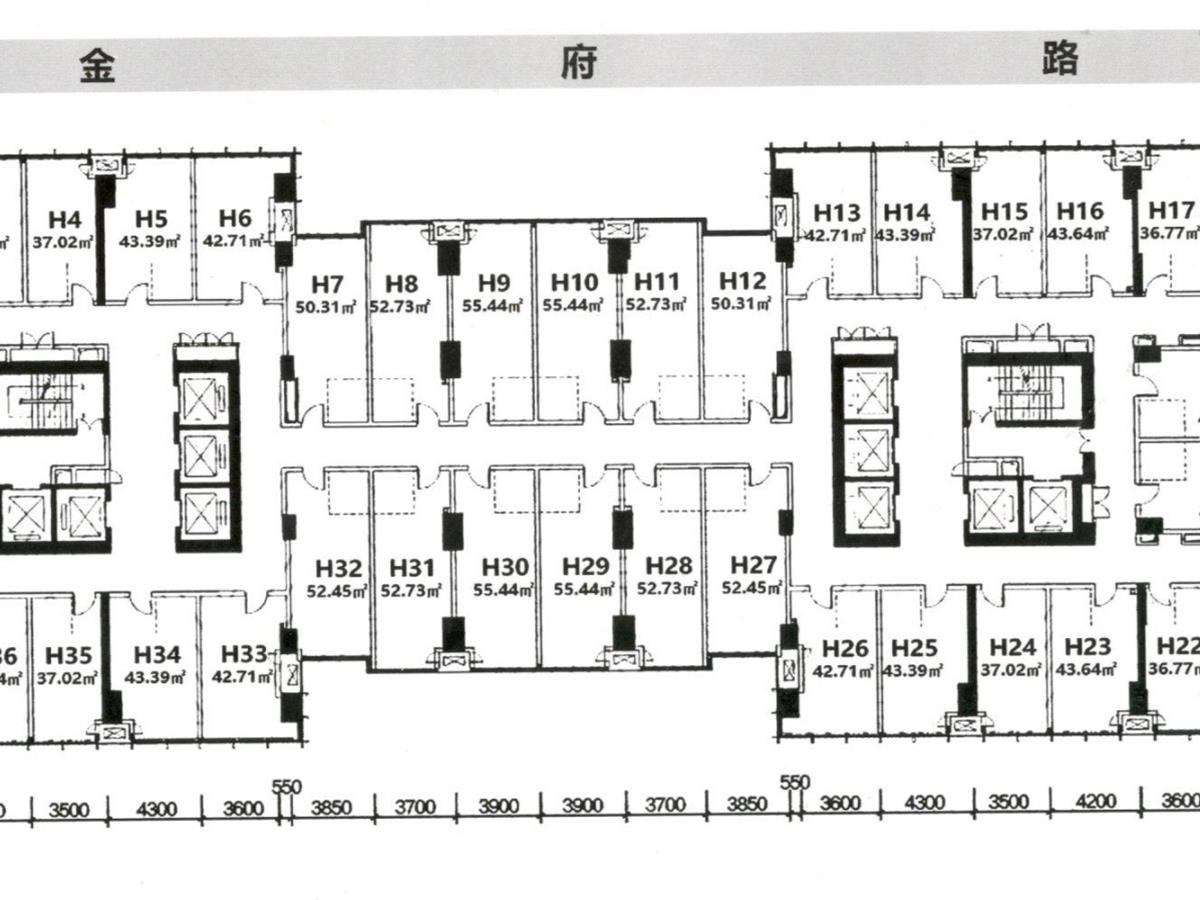 金 府 路
H4 H5 H6
37.02㎡ 43.39㎡ 42.71㎡
H13 H14 H15 H16 H17
42.71㎡ 43.39㎡ 37.02㎡ 43.64㎡ 36.77㎡
H7 H8 H9 H10 H11 H12
50.31㎡ 52.73㎡ 55.44㎡ 55.44㎡ 52.73㎡ 50.31㎡
H32 H31 H30 H29 H28 H27
52.45㎡ 52.73㎡ 55.44㎡ 55.44㎡ 52.73㎡ 52.45㎡
H35 H34 H33
37.02㎡ 43.39㎡ 42.71㎡
H26 H25 H24 H23 H22
42.71㎡ 43.39㎡ 37.02㎡ 43.64㎡ 36.77㎡
3500 4300 3600 550 3850 3700 3900 3900 3700 3850 550 3600 4300 3500 4200 3600